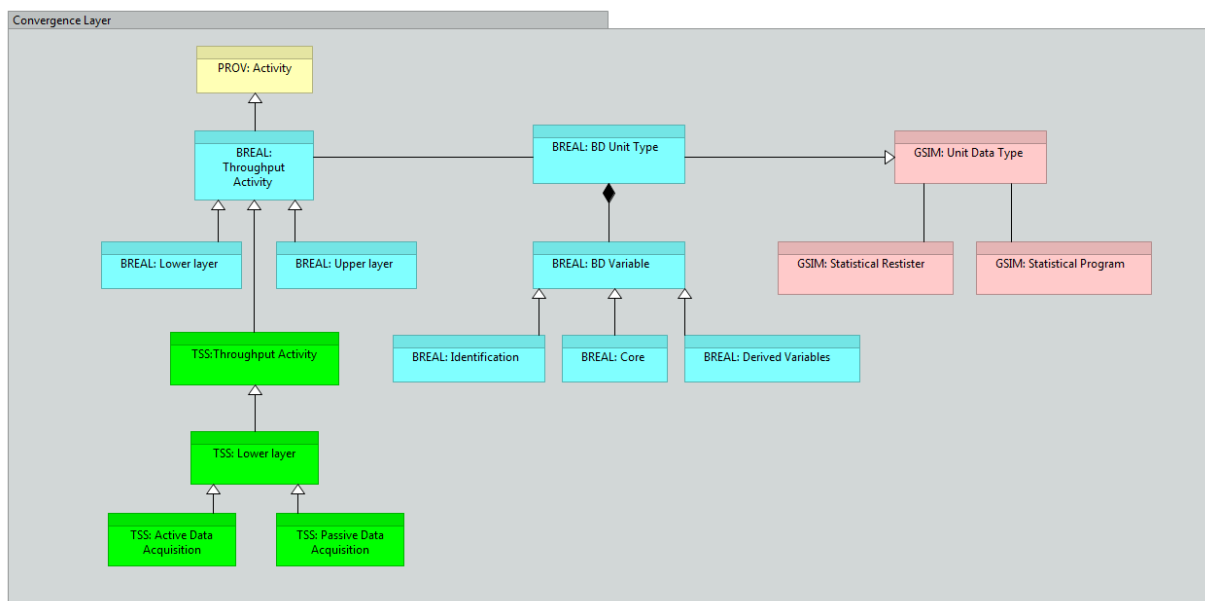 Convergence Layer
PROV: Activity
BREAL:
Throughput
Activity
BREAL: BD Unit Type
GSIM: Unit Data Type
BREAL: Lower layer
BREAL: Upper layer
BREAL: BD Variable
GSIM: Statistical Restister
GSIM: Statistical Program
TSS:Throughput Activity
BREAL: Identification
BREAL: Core
BREAL: Derived Variables
TSS: Lower layer
TSS: Active Data
Acquisition
TSS: Passive Data
Acquisition